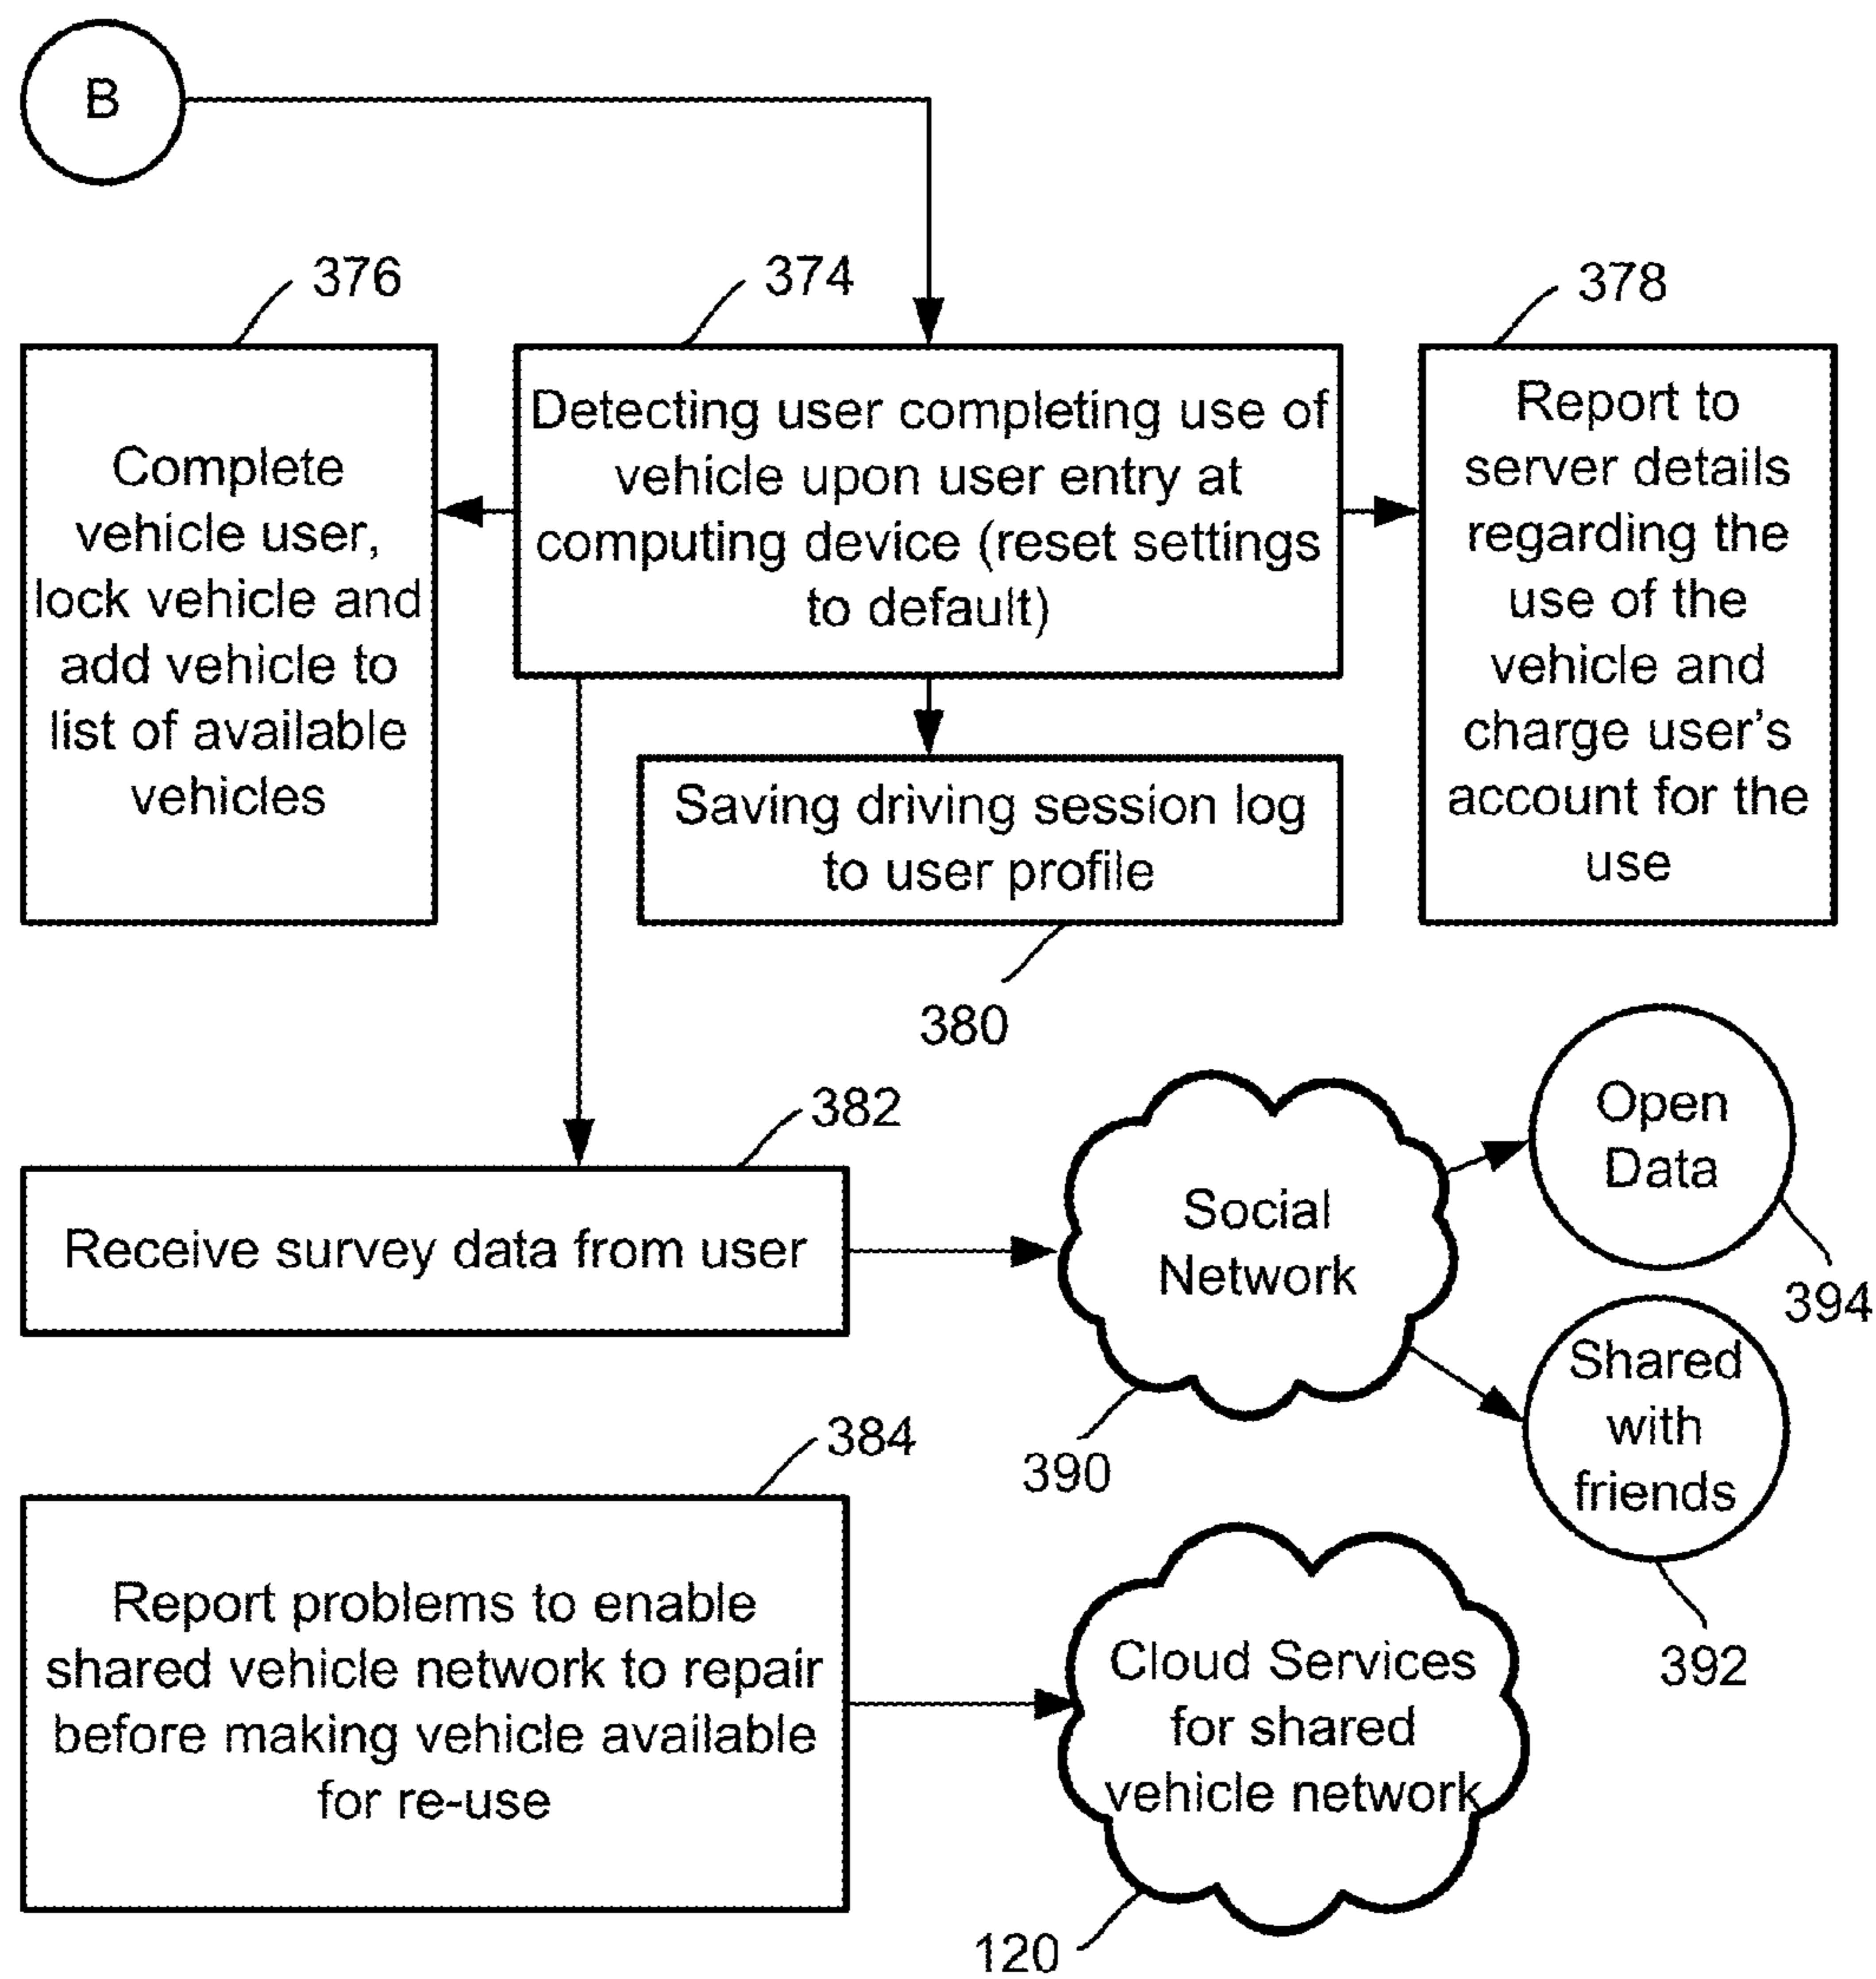 B
376
374
378
Complete
vehicle user,
lock vehicle and
add vehicle to
list of available
vehicles
Detecting user completing use of
vehicle upon user entry at
computing device (reset settings
to default)
Report to
server details
regarding the
use of the
vehicle and
charge user's
account for the
use
Saving driving session log
to user profile
380
382
Receive survey data from user
Social
Network
390
Open
Data
394
Shared
with
friends
392
384
Report problems to enable
shared vehicle network to repair
before making vehicle available
for re-use
Cloud Services
for shared
vehicle network
120